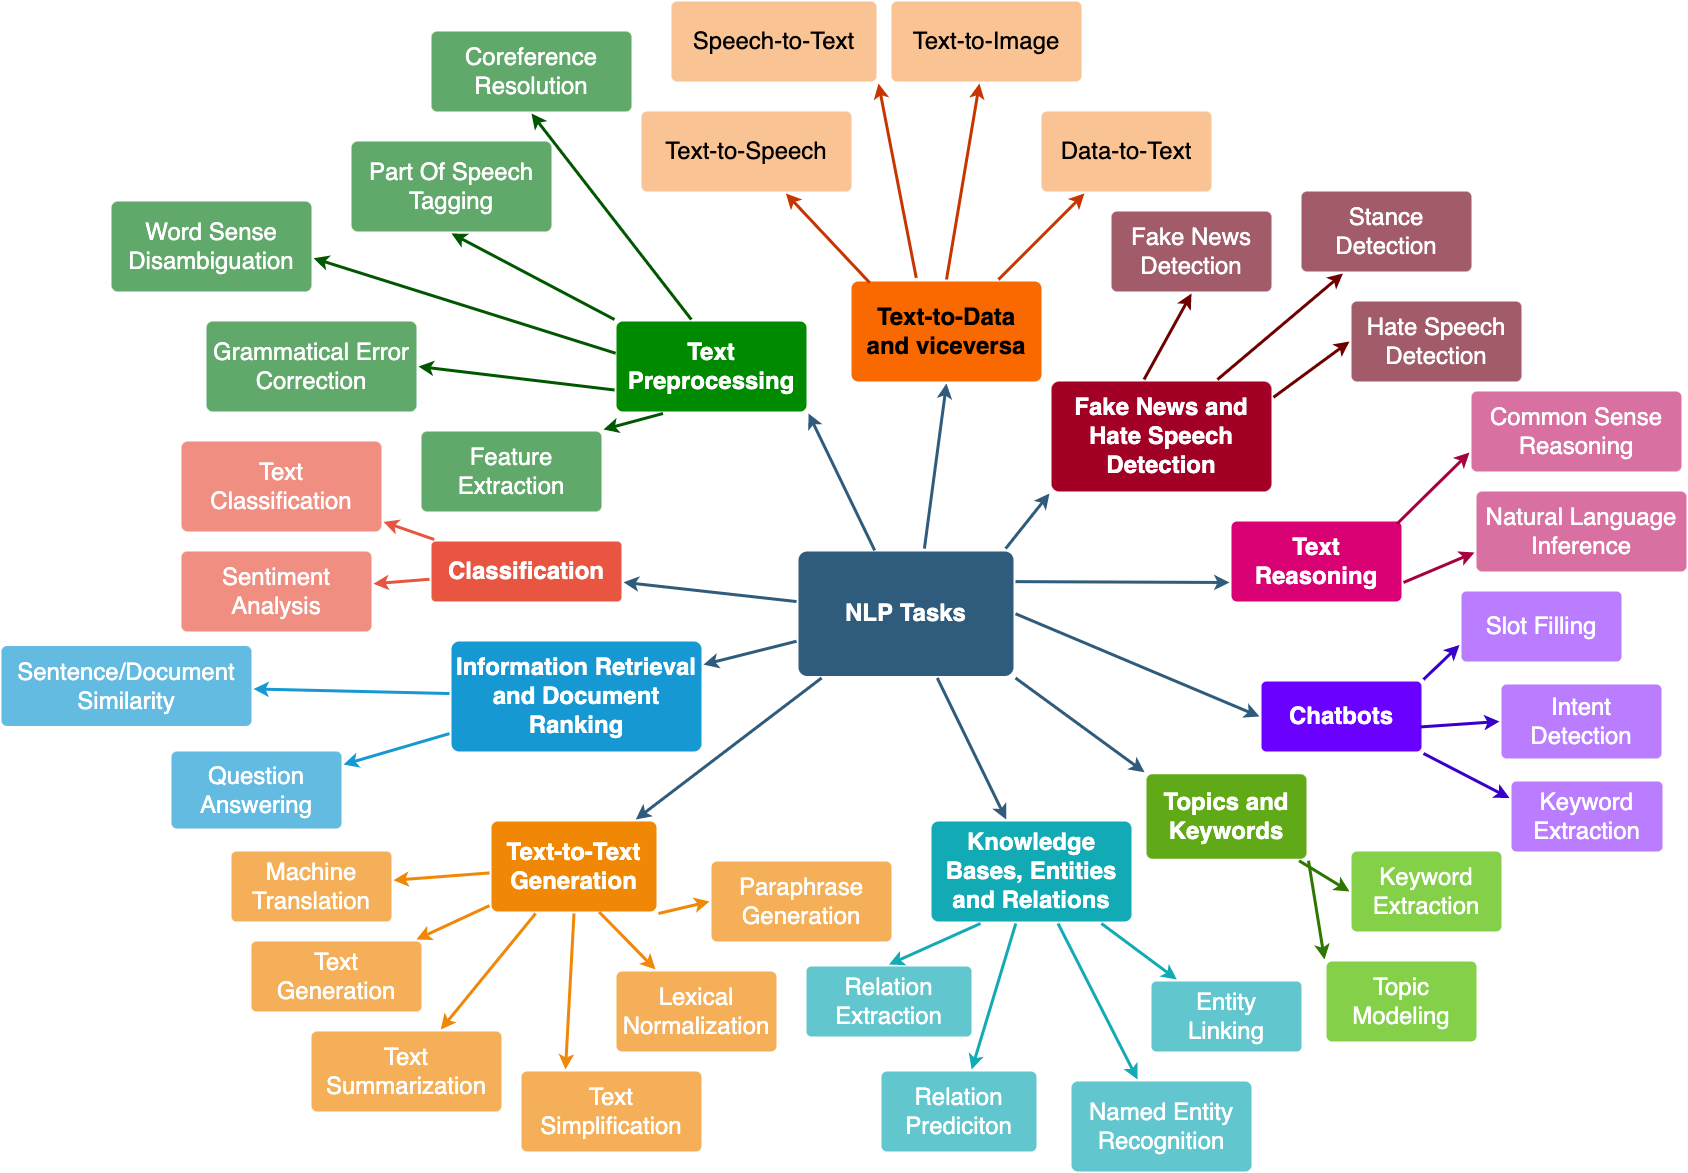 Speech-to-Text
Text-to-Image
Coreference
Resolution
Text-to-Speech
Data-to-Text
Part Of Speech
Tagging
Word Sense
Disambiguation
Fake News
Detection
Stance
Detection
Grammatical Error
Correction
Text
Preprocessing
Text-to-Data
and viceversa
Hate Speech
Detection
Feature
Extraction
Fake News and
Hate Speech
Detection
Common Sense
Reasoning
Text
Classification
Natural Language
Inference
Sentiment
Analysis
Classification
Text
Reasoning
NLP Tasks
Slot Filling
Sentence/Document
Similarity
Information Retrieval
and Document
Ranking
Chatbots
Intent
Detection
Question
Answering
Keyword
Extraction
Topics and
Keywords
Text-to-Text
Generation
Knowledge
Bases, Entities
and Relations
Machine
Translation
Paraphrase
Generation
Keyword
Extraction
Text
Generation
Lexical
Normalization
Relation
Extraction
Entity
Linking
Topic
Modeling
Text
Summarization
Text
Simplification
Relation
Prediciton
Named Entity
Recognition